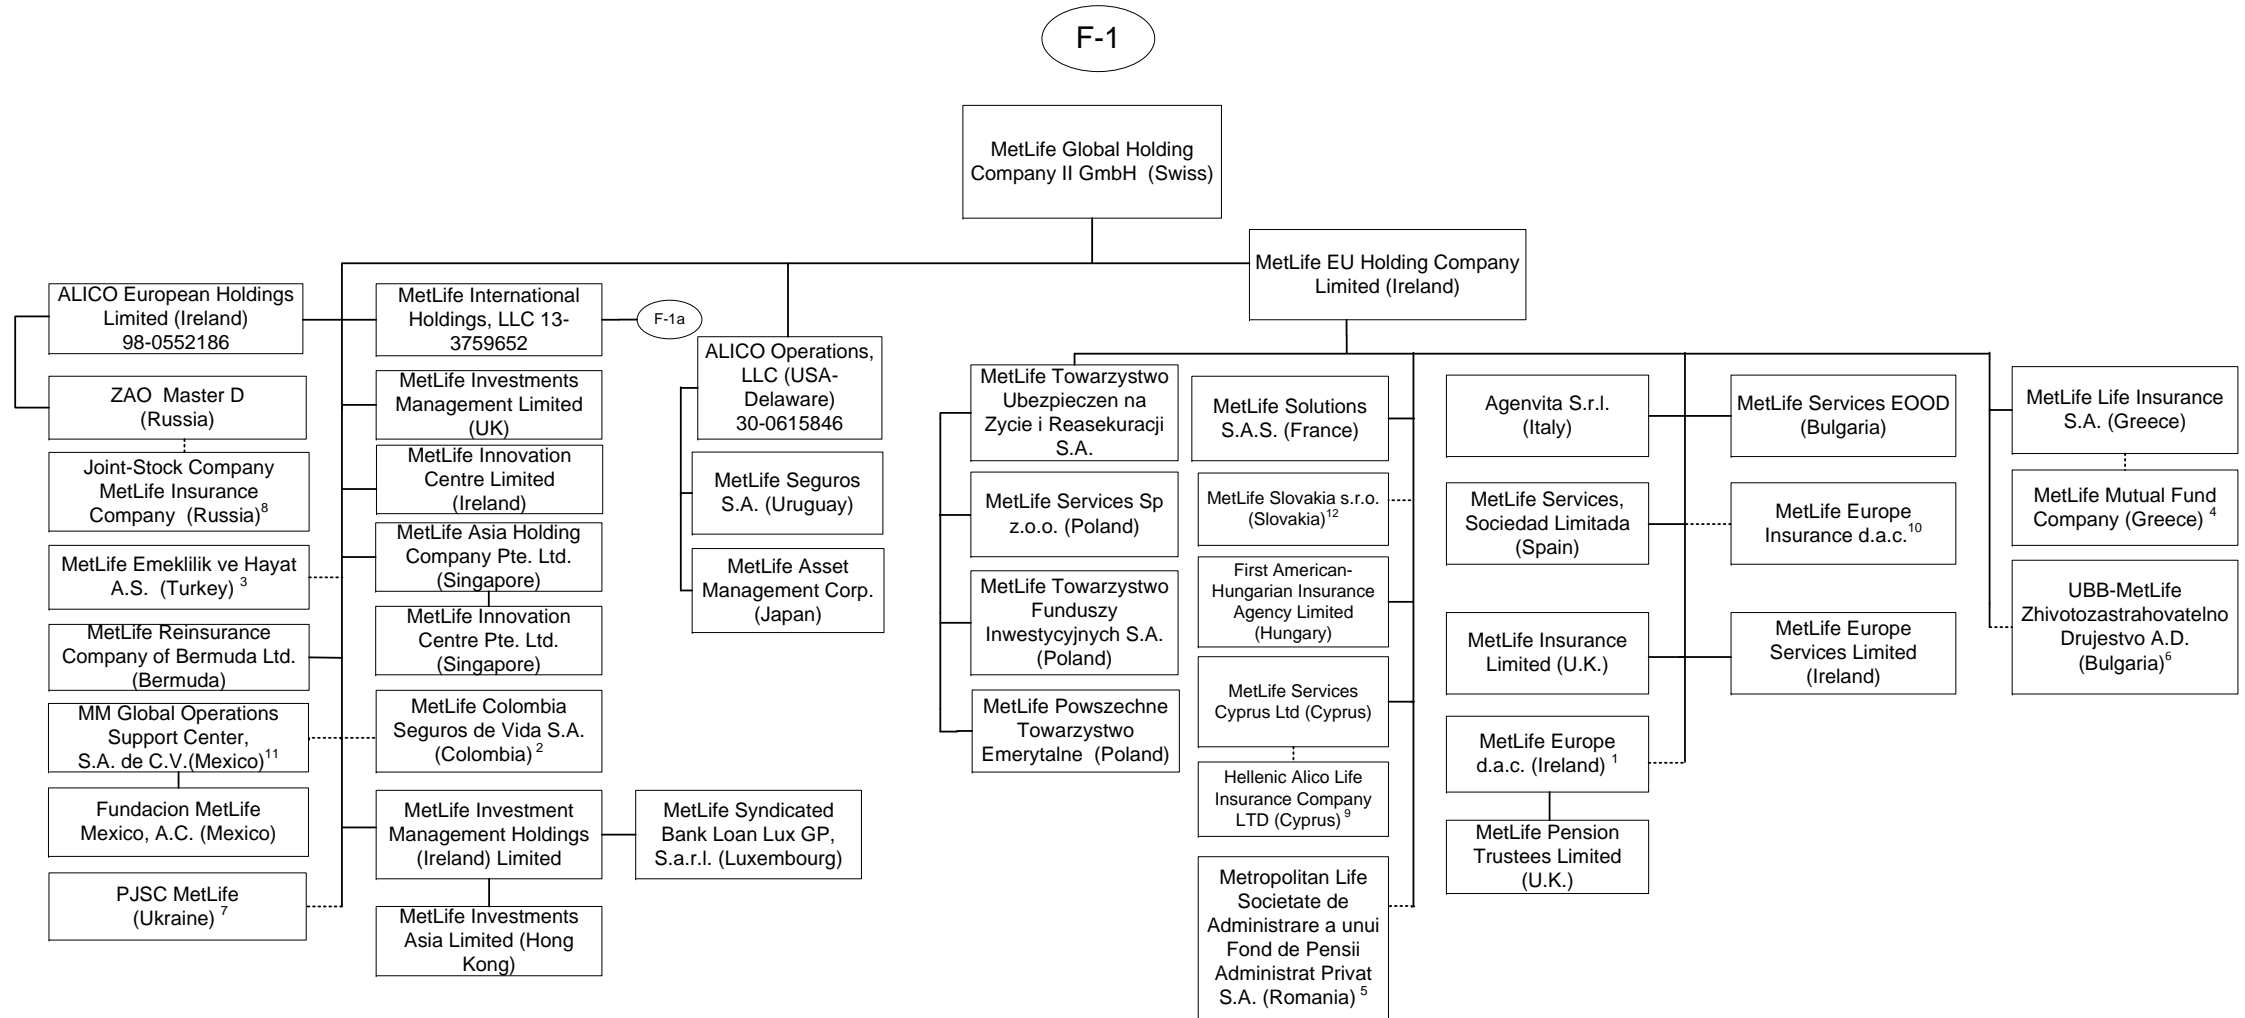 F-1
MetLife Global Holding
Company II GmbH  (Swiss)
MetLife EU Holding Company
Limited (Ireland)
ALICO European Holdings
Limited (Ireland)
98-0552186
ZAO  Master D
(Russia)
Joint-Stock Company
MetLife Insurance
Company  (Russia)⁸
MetLife Emeklilik ve Hayat
A.S.  (Turkey) ³
MetLife Reinsurance
Company of Bermuda Ltd.
(Bermuda)
MM Global Operations
Support Center,
S.A. de C.V.(Mexico)¹¹
Fundacion MetLife
Mexico, A.C. (Mexico)
PJSC MetLife
(Ukraine) ⁷
MetLife International
Holdings, LLC 13-
3759652
F-1a
MetLife Investments
Management Limited
(UK)
MetLife Innovation
Centre Limited
(Ireland)
MetLife Asia Holding
Company Pte. Ltd.
(Singapore)
MetLife Innovation
Centre Pte. Ltd.
(Singapore)
MetLife Colombia
Seguros de Vida S.A.
(Colombia) ²
MetLife Investment
Management Holdings
(Ireland) Limited
MetLife Syndicated
Bank Loan Lux GP,
S.a.r.l. (Luxembourg)
MetLife Investments
Asia Limited (Hong
Kong)
ALICO Operations,
LLC (USA-
Delaware)
30-0615846
MetLife Seguros
S.A. (Uruguay)
MetLife Asset
Management Corp.
(Japan)
MetLife Towarzystwo
Ubezpieczen na
Zycie i Reasekuracji
S.A.
MetLife Services Sp
z.o.o. (Poland)
MetLife Towarzystwo
Funduszy
Inwestycyjnych S.A.
(Poland)
MetLife Powszechne
Towarzystwo
Emerytalne  (Poland)
MetLife Solutions
S.A.S. (France)
MetLife Slovakia s.r.o.
(Slovakia)¹²
First American-
Hungarian Insurance
Agency Limited
(Hungary)
MetLife Services
Cyprus Ltd (Cyprus)
Hellenic Alico Life
Insurance Company
LTD (Cyprus) ⁹
Metropolitan Life
Societate de
Administrare a unui
Fond de Pensii
Administrat Privat
S.A. (Romania) ⁵
Agenvita S.r.l.
(Italy)
MetLife Services,
Sociedad Limitada
(Spain)
MetLife Insurance
Limited (U.K.)
MetLife Europe
d.a.c. (Ireland) ¹
MetLife Pension
Trustees Limited
(U.K.)
MetLife Services EOOD
(Bulgaria)
MetLife Europe
Insurance d.a.c.¹⁰
MetLife Europe
Services Limited
(Ireland)
MetLife Life Insurance
S.A. (Greece)
MetLife Mutual Fund
Company (Greece) ⁴
UBB-MetLife
Zhivotozastrahovatelno
Drujestvo A.D.
(Bulgaria)⁶